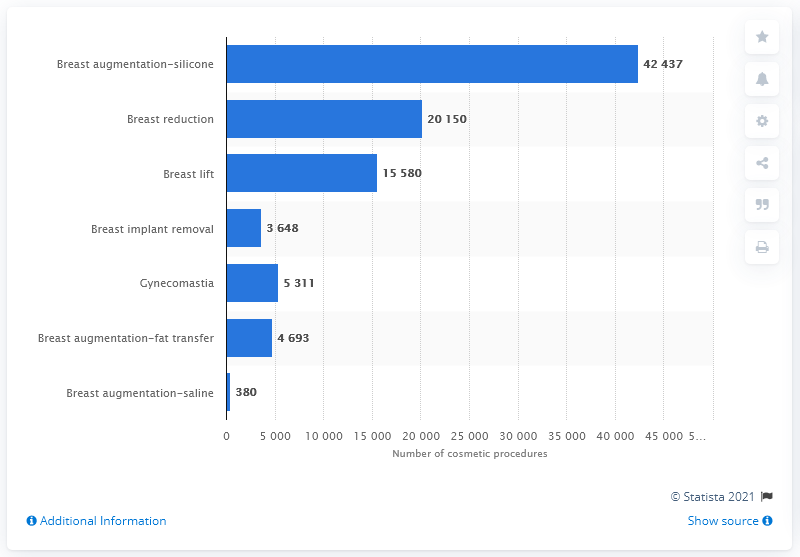 Breast augmentation-silicone 42 437
Breast reduction 20 150
Breast lift 15 580
Breast implant removal 3 648
Gynecomastia 5 311
Breast augmentation-fat transfer 4 693
Breast augmentation-saline 380
0 5 000 10 000 15 000 20 000 25 000 30 000 35 000 40 000 45 000 5...
Number of cosmetic procedures
© Statista 2021
Additional Information Show source